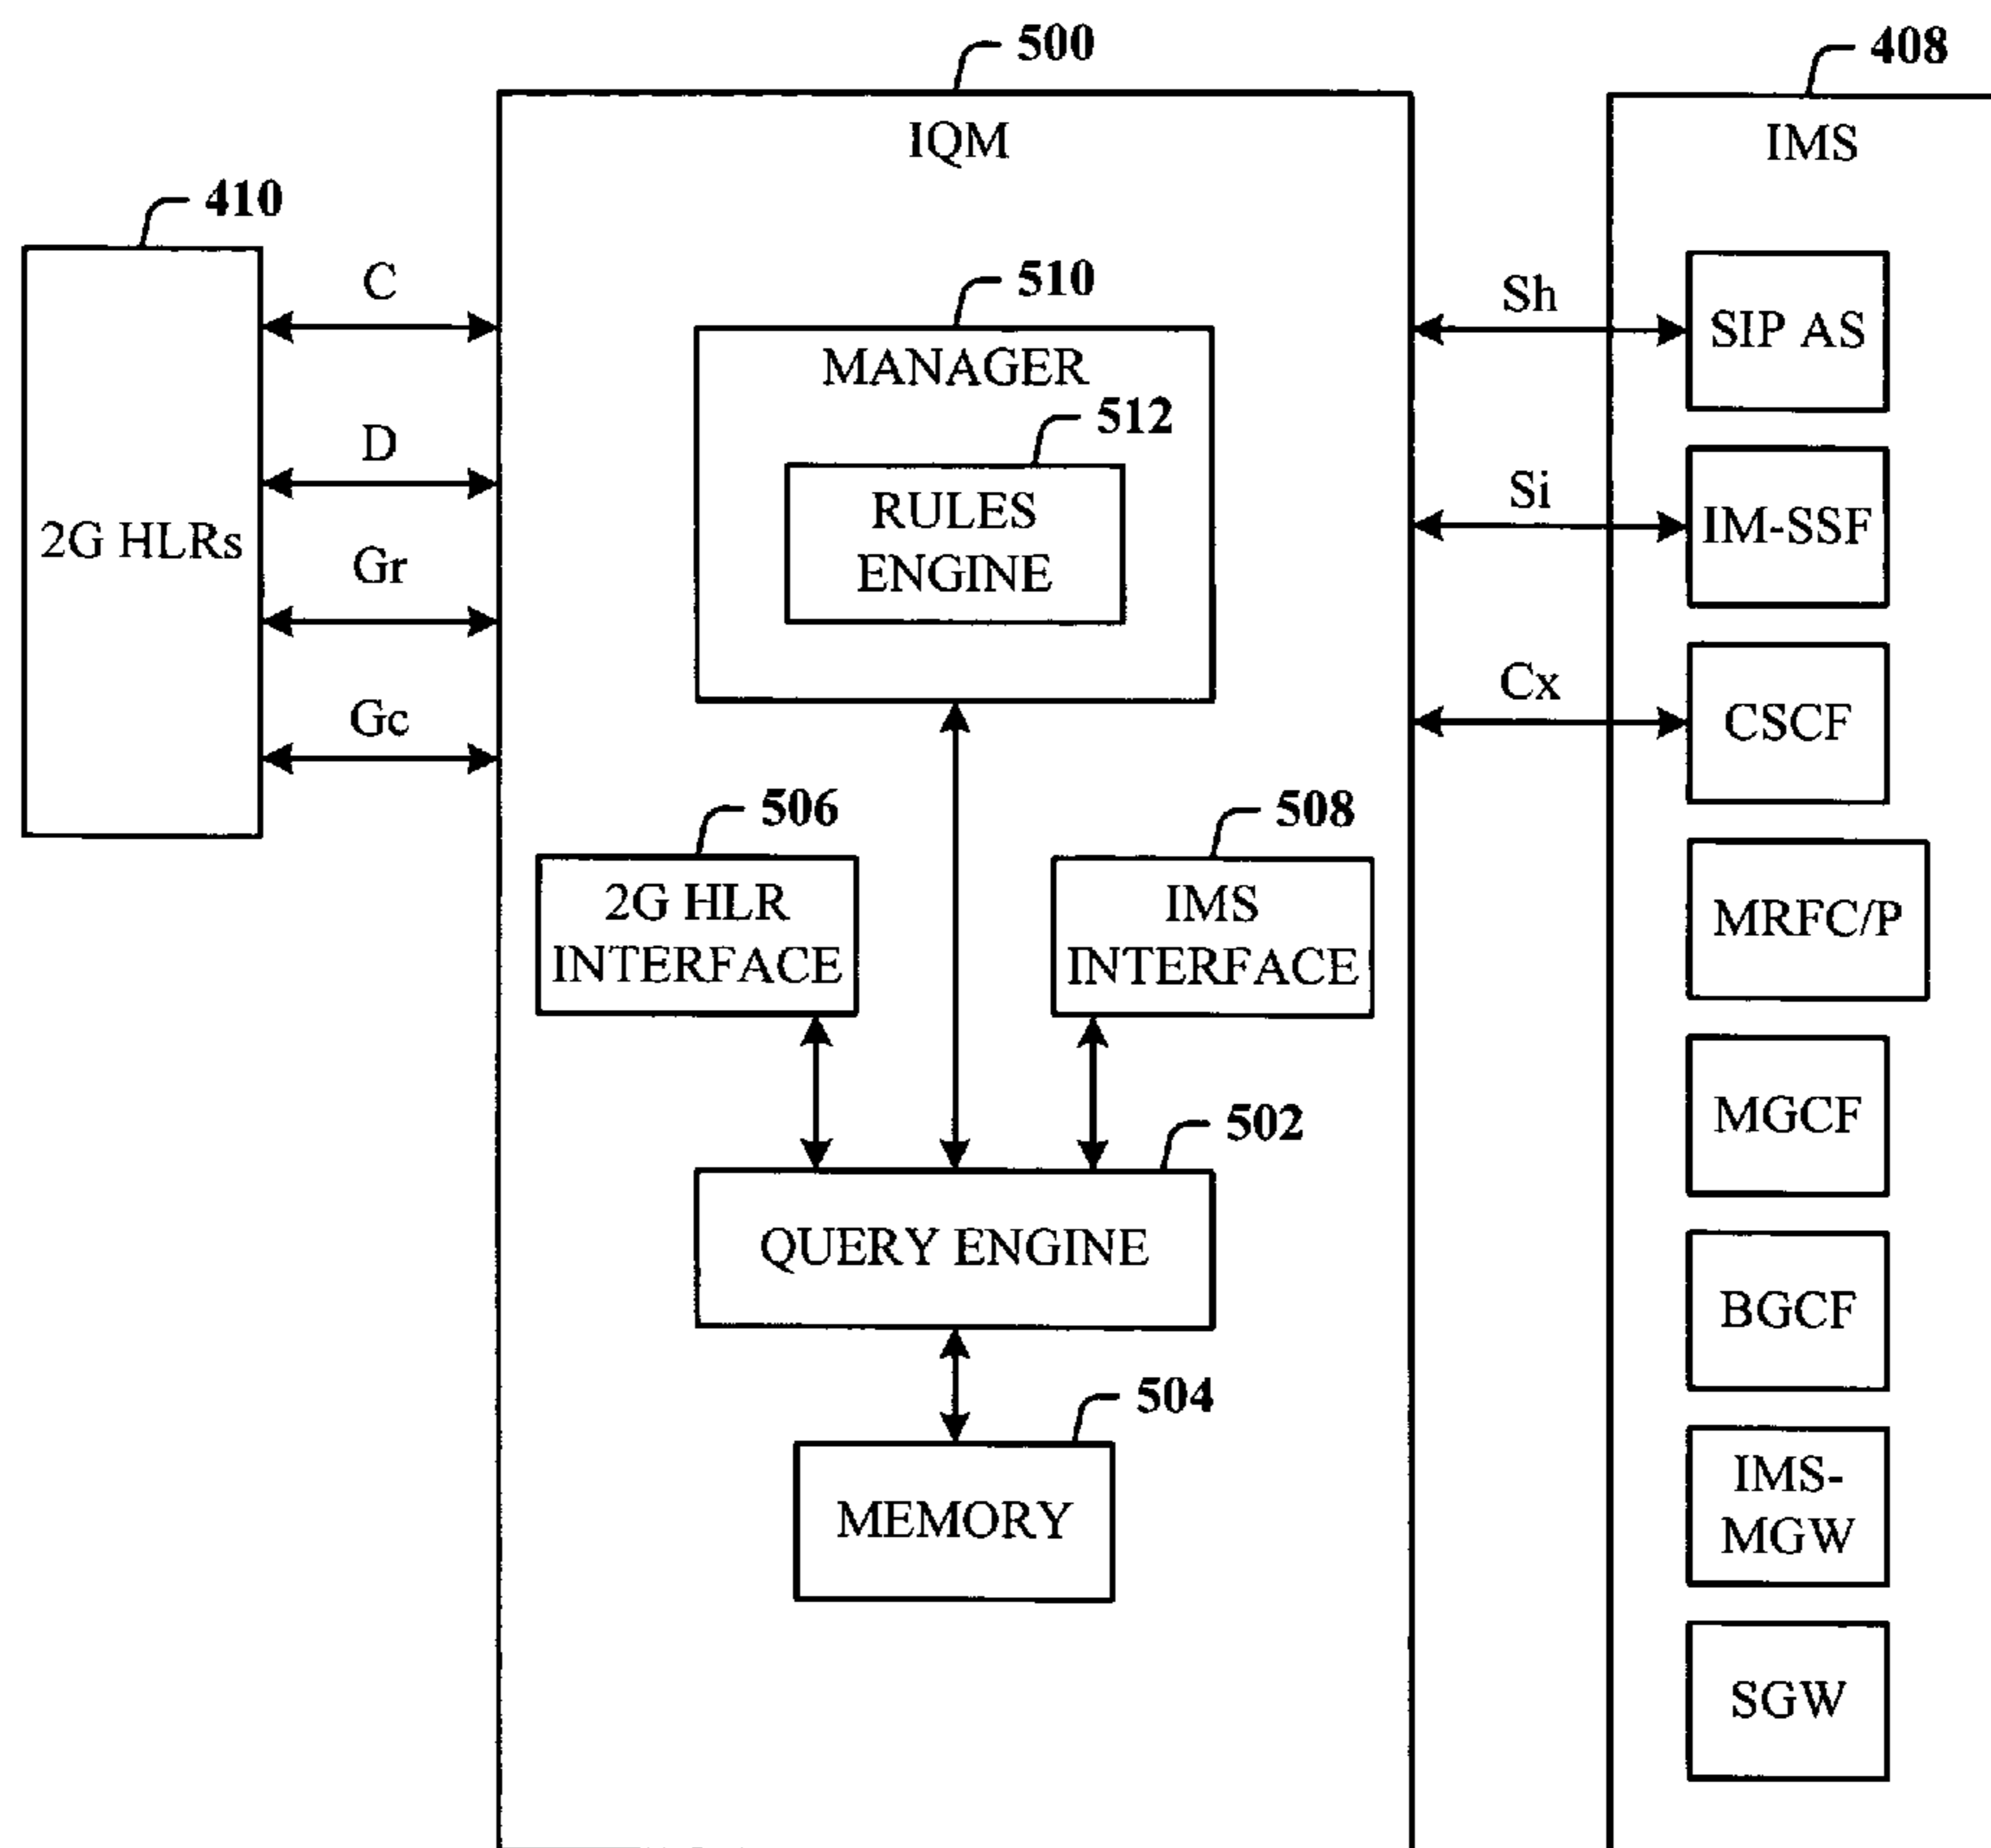 500
408
IQM
IMS
410
2G HLRs
C
D
Gr
Gc
510
MANAGER
512
RULES
ENGINE
Sh
Si
Cx
SIP AS
IM-SSF
CSCF
506
508
2G HLR
INTERFACE
IMS
INTERFACE
MRFC/P
502
MGCF
QUERY ENGINE
BGCF
504
MEMORY
IMS-
MGW
SGW